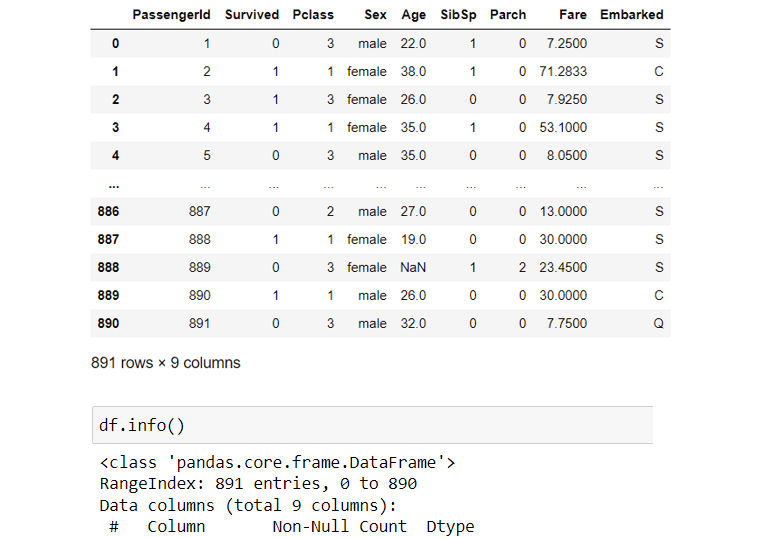 PassengerId Survived Pclass Sex Age SibSp Parch Fare Embarked
0 1 0 3 male 22.0 1 0 7.2500 S
1 2 1 1 female 38.0 1 0 71.2833 C
2 3 1 3 female 26.0 0 0 7.9250 S
3 4 1 1 female 35.0 1 0 53.1000 S
4 5 0 3 male 35.0 0 0 8.0500 S
... ... ... ... ... ... ... ... ... ...
886 887 0 2 male 27.0 0 0 13.0000 S
887 888 1 1 female 19.0 0 0 30.0000 S
888 889 0 3 female NaN 1 2 23.4500 S
889 890 1 1 male 26.0 0 0 30.0000 C
890 891 0 3 male 32.0 0 0 7.7500 Q
891 rows × 9 columns
df.info()
<class 'pandas.core.frame.DataFrame'>
RangeIndex: 891 entries, 0 to 890
Data columns (total 9 columns):
# Column Non-Null Count Dtype